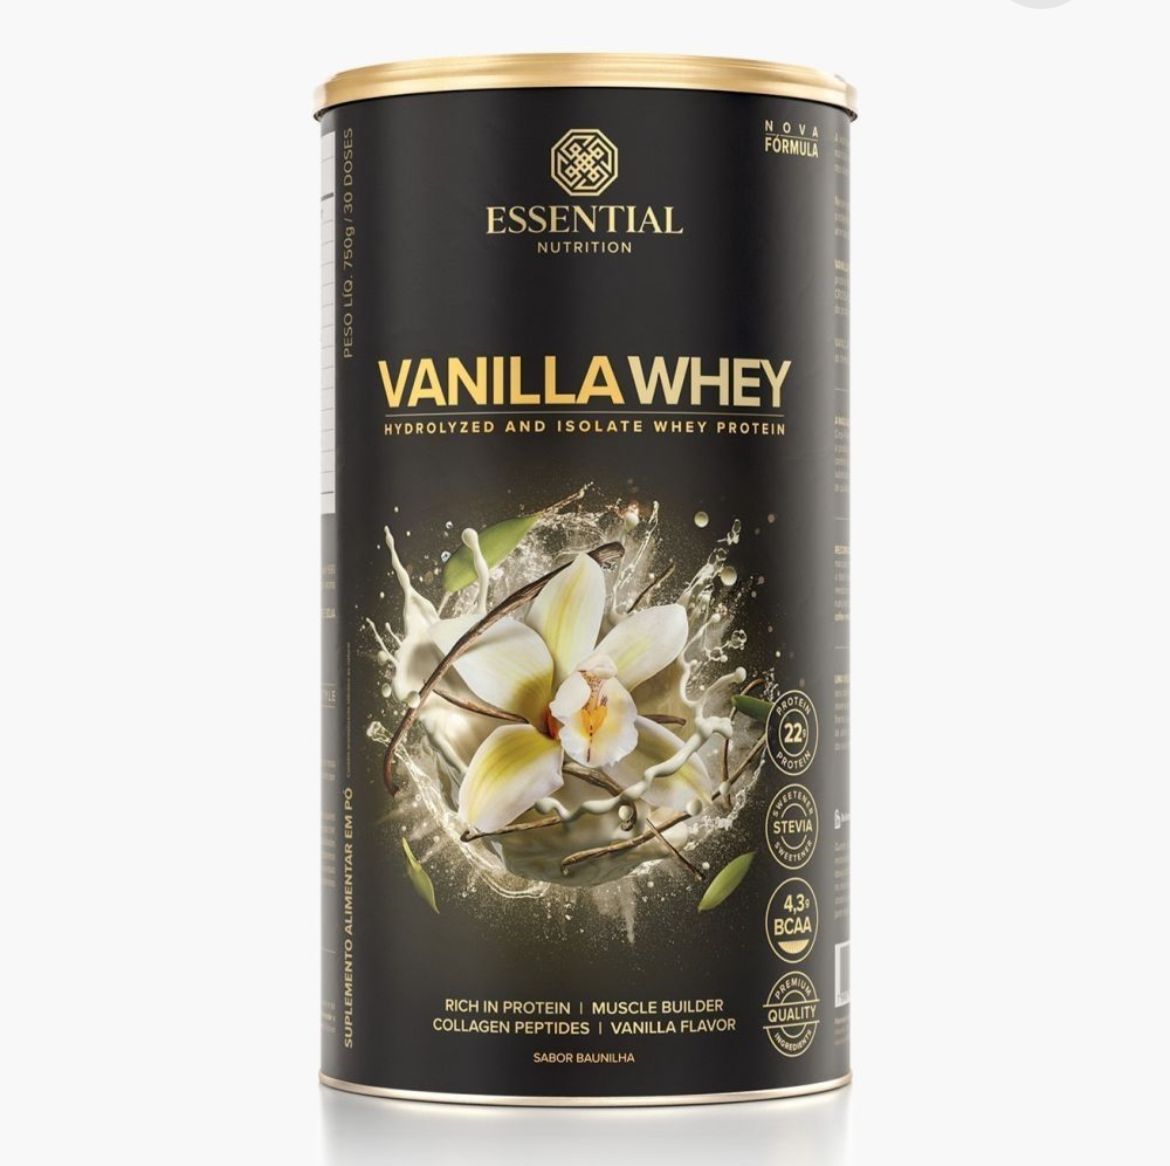 NOVA
FÓRMULA
ESSENTIAL
NUTRITION
PESO LÍQ. 750g / 30 DOSES
VANILLA WHEY
HYDROLYZED AND ISOLATE WHEY PROTEIN
PROTEIN
22g
PROTEIN
SWEETENER
STEVIA
SWEETENER
4,3g
BCAA
PREMIUM
QUALITY
INGREDIENTS
SUPLEMENTO ALIMENTAR EM PÓ
RICH IN PROTEIN | MUSCLE BUILDER
COLLAGEN PEPTIDES | VANILLA FLAVOR
SABOR BAUNILHA